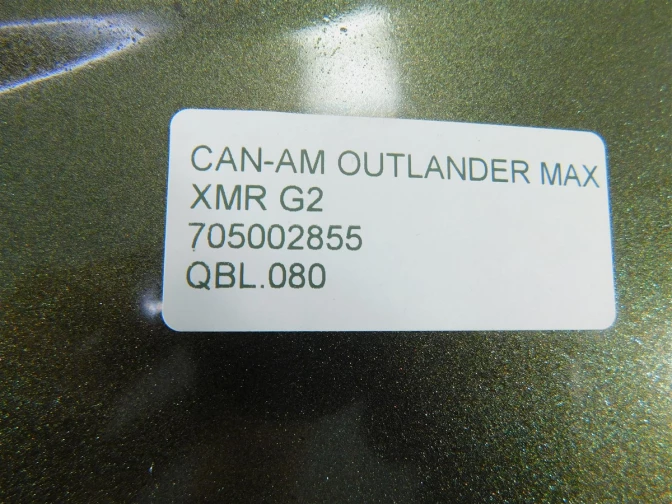 CAN-AM OUTLANDER MAX
XMR G2
705002855
QBL.080